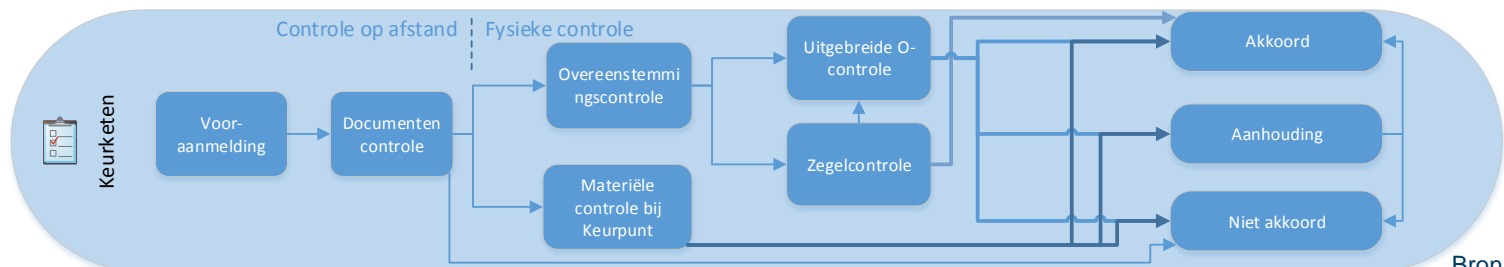 Controle op afstand
Fysieke controle
Keurketen
Voor-
aanmelding
Documenten
controle
Overeenstemmi
ngscontrole
Materiële
controle bij
Keurpunt
Uitgebreide O-
controle
Zegelcontrole
Akkoord
Aanhouding
Niet akkoord
Bron